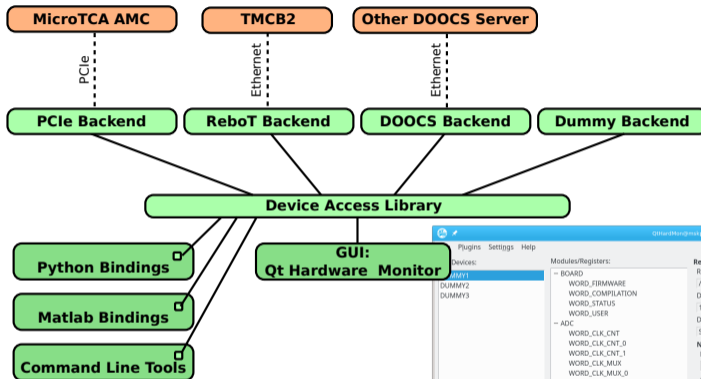 MicroTCA AMC
TMCB2
Other DOOCS Server
PCIe
Ethernet
Ethernet
PCIe Backend
ReboT Backend
DOOCS Backend
Dummy Backend
Device Access Library
Python Bindings
Matlab Bindings
Command Line Tools
GUI:
Qt Hardware Monitor
Plugins Settings Help
Devices:
DUMMY2
DUMMY3
Modules/Registers:
BOARD
WORD_FIRMWARE
WORD_COMPILATION
WORD_STATUS
WORD_USER
ADC
WORD_CLK_CNT
WORD_CLK_CNT_0
WORD_CLK_CNT_1
WORD_CLK_MUX
WORD_CLK_MUX_0